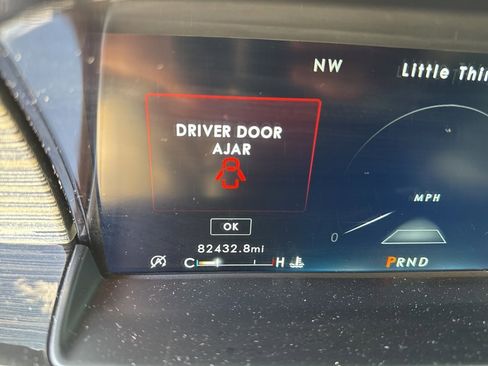 NW
Little Thin
DRIVER DOOR
AJAR
OK
82432.8mi
MPH
0
C H
PRND